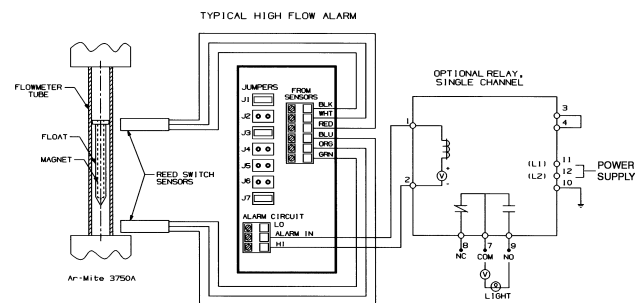 TYPICAL HIGH FLOW ALARM
FLOWMETER
TUBE
FLOAT
MAGNET
REED SWITCH
SENSORS
Ar-Mite 3750A
JUMPERS
J1
J2
J3
J4
J5
J6
J7
FROM
SENSORS
BLK
WHT
RED
BLU
ORG
GRN
ALARM CIRCUIT
LO
ALARM IN
HI
OPTIONAL RELAY,
SINGLE CHANNEL
1
2
+
V
-
3
4
(L1) 11
(L2) 12
10
POWER
SUPPLY
8 7 9
NC COM NO
V
LIGHT